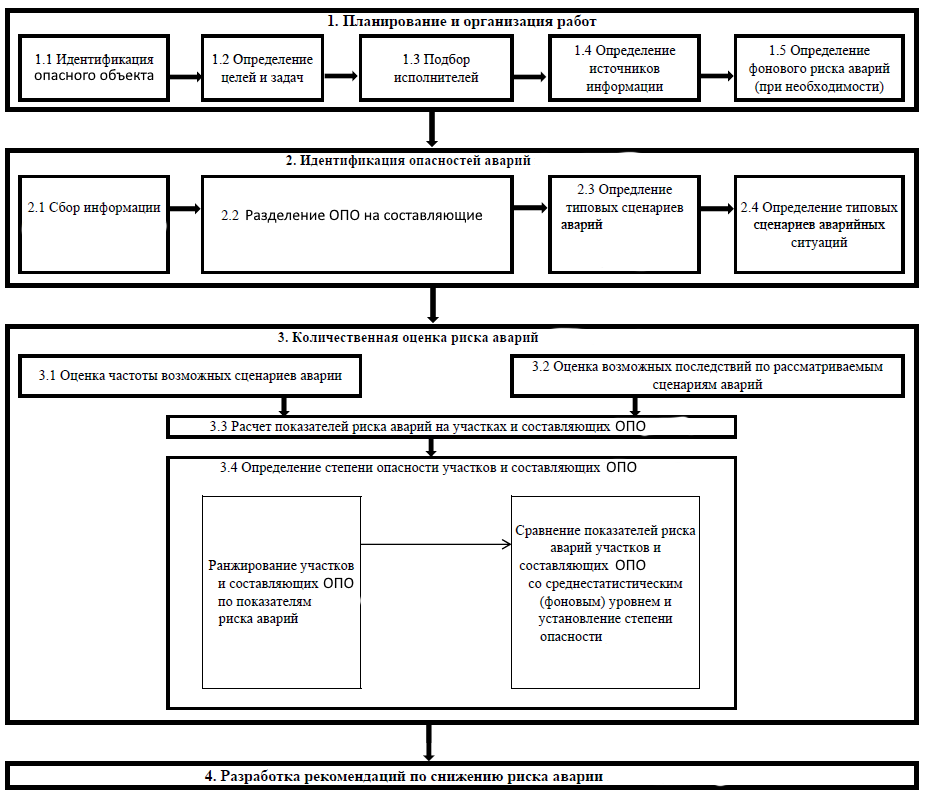 1. Планирование и организация работ
1.1 Идентификация
опасного объекта
1.2 Определение
целей и задач
1.3 Подбор
исполнителей
1.4 Определение
источников
информации
1.5 Определение
фонового риска аварий
(при необходимости)
2. Идентификация опасностей аварий
2.1 Сбор информации
2.2 Разделение ОПО на составляющие
2.3 Опредление
типовых сценариев
аварий
2.4 Определение типовых
сценариев аварийных
ситуаций
3. Количественная оценка риска аварий
3.1 Оценка частоты возможных сценариев аварии
3.2 Оценка возможных последствий по рассматриваемым
сценариям аварий
3.3 Расчет показателей риска аварий на участках и составляющих ОПО
3.4 Определение степени опасности участков и составляющих ОПО
Ранжирование участков
и составляющих ОПО
по показателям
риска аварий
Сравнение показателей риска
аварий участков и
составляющих ОПО
со среднестатистическим
(фоновым) уровнем и
установление степени
опасности
4. Разработка рекомендаций по снижению риска аварии